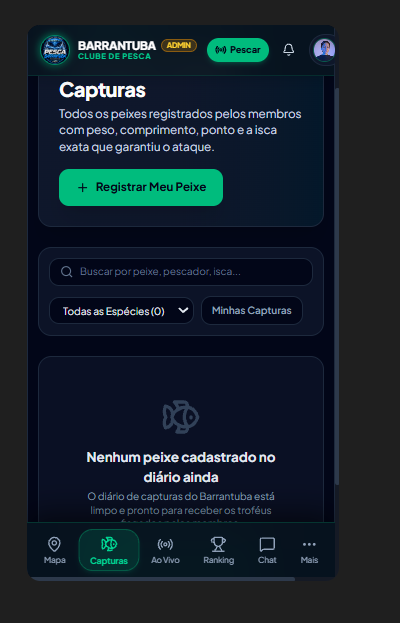 PESCA
BARRANTUBA
ADMIN
CLUBE DE PESCA
Pescar
Capturas
Todos os peixes registrados pelos membros
com peso, comprimento, ponto e a isca
exata que garantiu o ataque.
+ Registrar Meu Peixe
Buscar por peixe, pescador, isca...
Todas as Espécies (0)
Minhas Capturas
Nenhum peixe cadastrado no
diário ainda
O diário de capturas do Barrantuba está
limpo e pronto para receber os troféus
Mapa
Capturas
Ao Vivo
Ranking
Chat
Mais